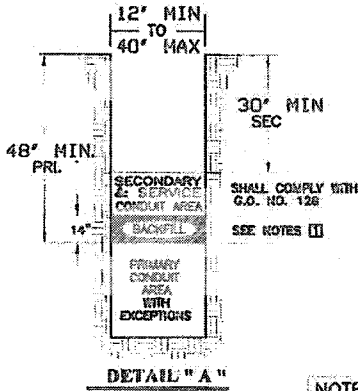 12" MIN
TO
40" MAX
30" MIN
SEC
48" MIN.
PRI.
SECONDARY
& SERVICE
CONDUIT AREA
SHALL COMPLY WITH
G.O. NO. 128
14"
BACKFILL
SEE NOTES 1
PRIMARY
CONDUIT
AREA
WITH
EXCEPTIONS
DETAIL "A"
NOTE